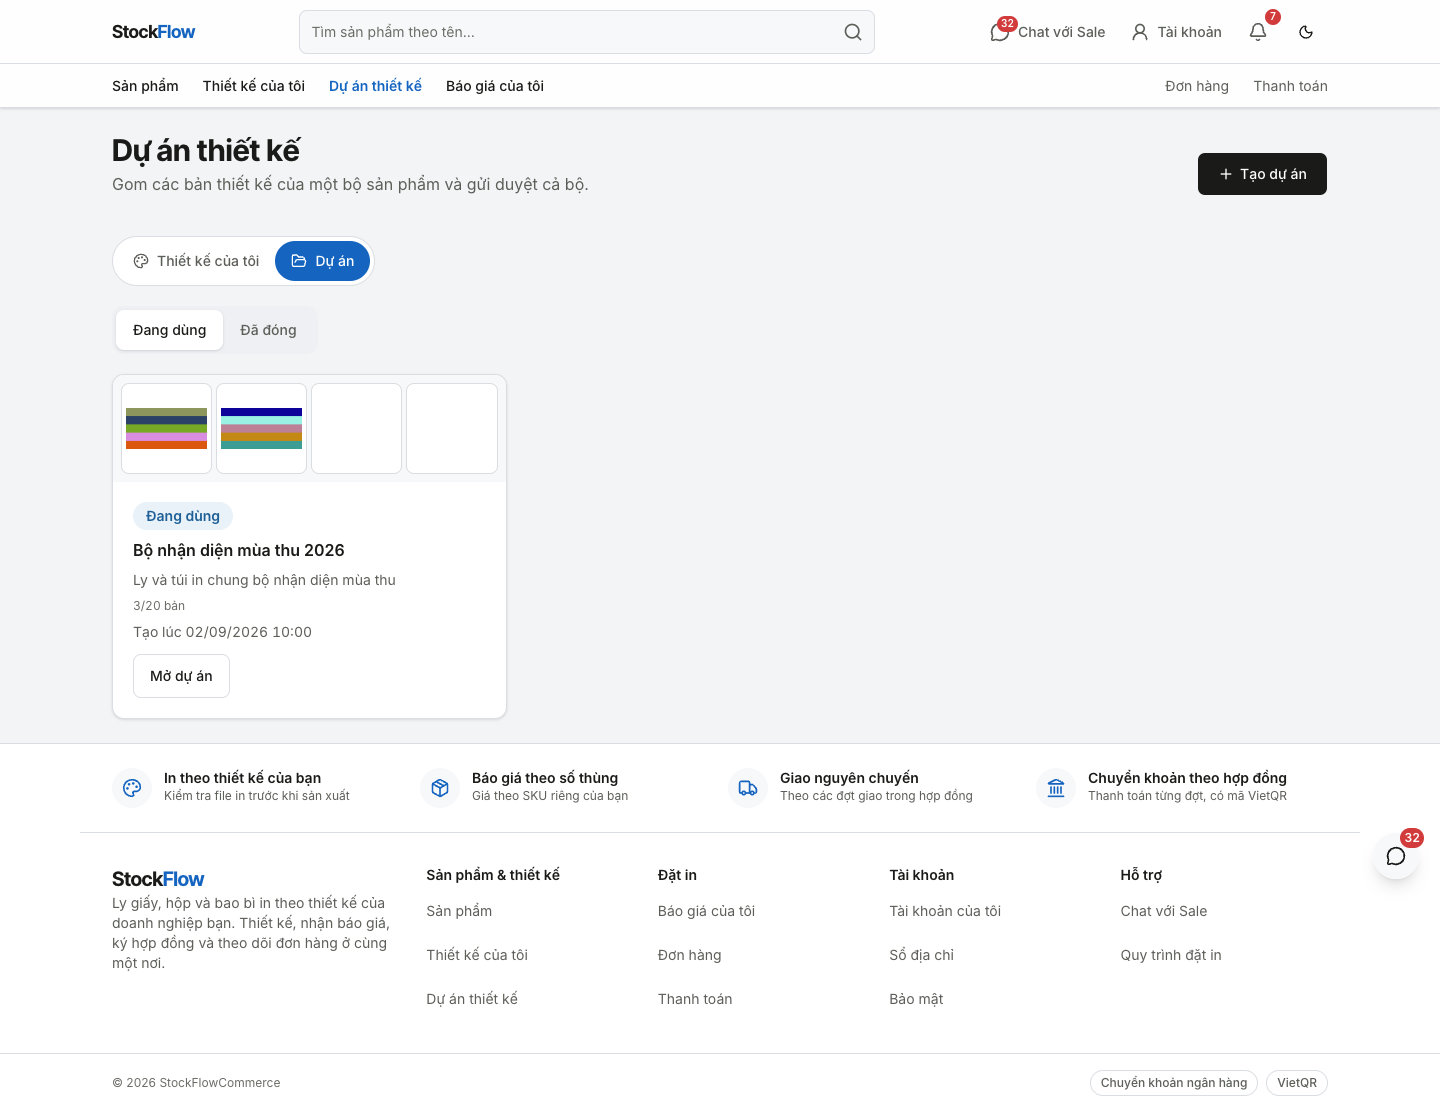 StockFlow
Tìm sản phẩm theo tên...
32
Chat với Sale
Tài khoản
7
Sản phẩm
Thiết kế của tôi
Dự án thiết kế
Báo giá của tôi
Đơn hàng
Thanh toán
Dự án thiết kế
Gom các bản thiết kế của một bộ sản phẩm và gửi duyệt cả bộ.
Tạo dự án
Thiết kế của tôi
Dự án
Đang dùng
Đã đóng
Đang dùng
Bộ nhận diện mùa thu 2026
Ly và túi in chung bộ nhận diện mùa thu
3/20 bản
Tạo lúc 02/09/2026 10:00
Mở dự án
In theo thiết kế của bạn
Kiểm tra file in trước khi sản xuất
Báo giá theo số thùng
Giá theo SKU riêng của bạn
Giao nguyên chuyến
Theo các đợt giao trong hợp đồng
Chuyển khoản theo hợp đồng
Thanh toán từng đợt, có mã VietQR
32
StockFlow
Ly giấy, hộp và bao bì in theo thiết kế của
doanh nghiệp bạn. Thiết kế, nhận báo giá,
ký hợp đồng và theo dõi đơn hàng ở cùng
một nơi.
Sản phẩm & thiết kế
Sản phẩm
Thiết kế của tôi
Dự án thiết kế
Đặt in
Báo giá của tôi
Đơn hàng
Thanh toán
Tài khoản
Tài khoản của tôi
Sổ địa chỉ
Bảo mật
Hỗ trợ
Chat với Sale
Quy trình đặt in
© 2026 StockFlowCommerce
Chuyển khoản ngân hàng
VietQR